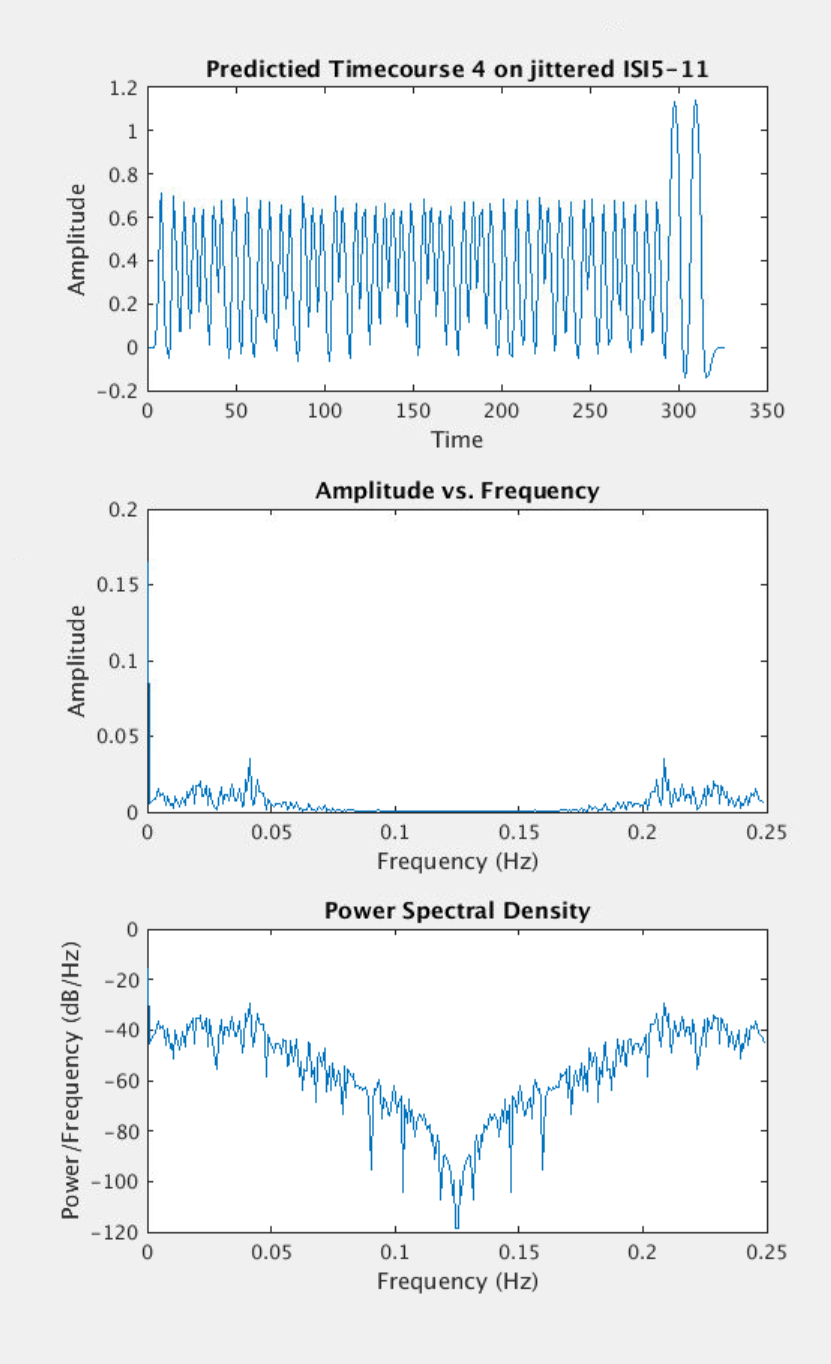 Predictied Timecourse 4 on jittered ISI5-11
1.2
1
0.8
0.6
0.4
0.2
0
-0.2
Amplitude
0 50 100 150 200 250 300 350
Time
Amplitude vs. Frequency
0.2
0.15
0.1
0.05
0
Amplitude
0 0.05 0.1 0.15 0.2 0.25
Frequency (Hz)
Power Spectral Density
0
-20
-40
-60
-80
-100
-120
Power/Frequency (dB/Hz)
0 0.05 0.1 0.15 0.2 0.25
Frequency (Hz)